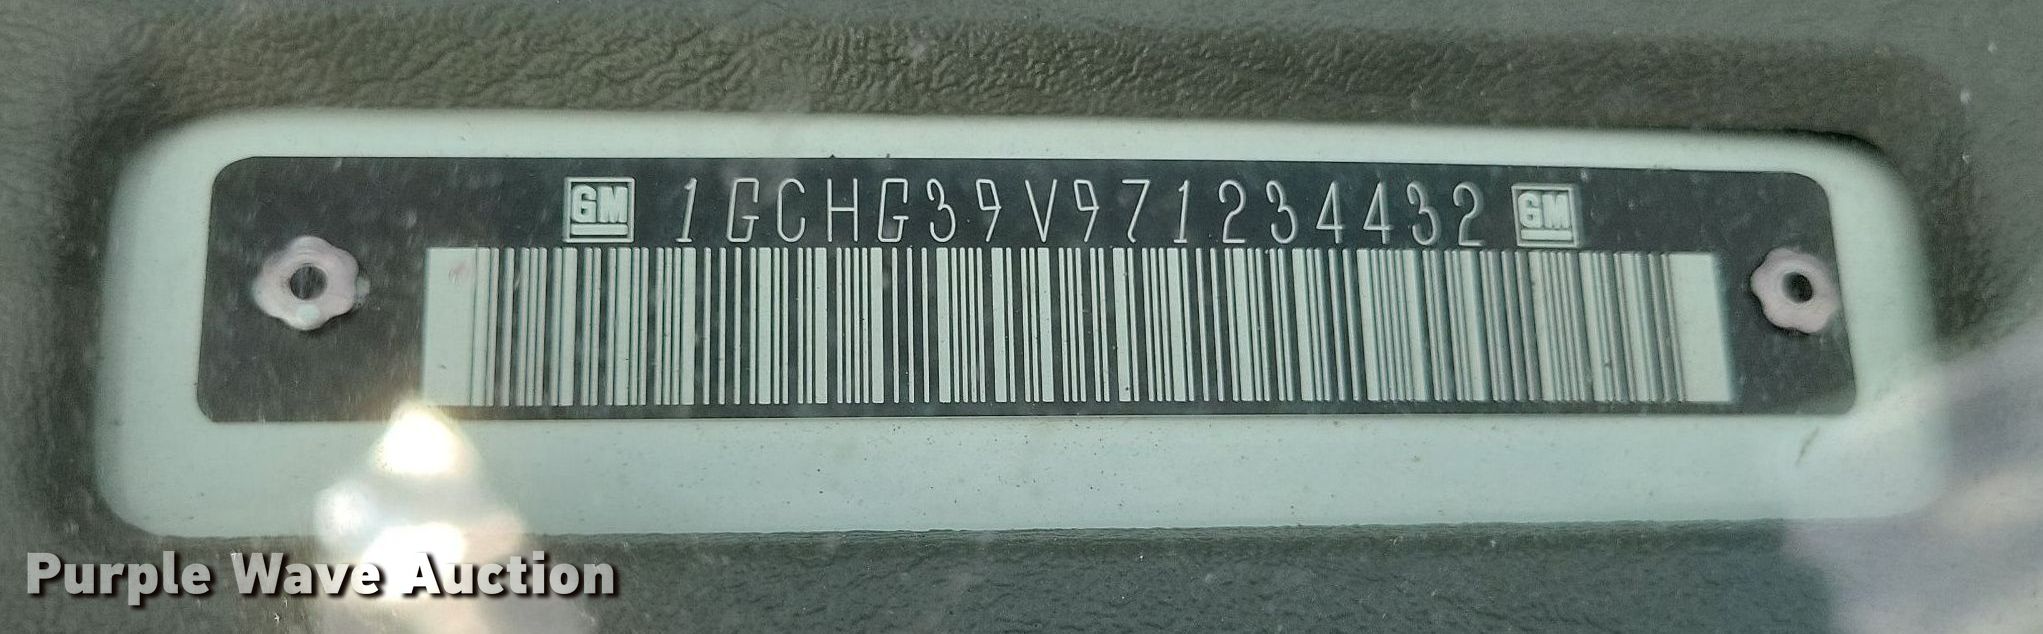 GM 1GCHG39V971234432 GM
Purple Wave Auction